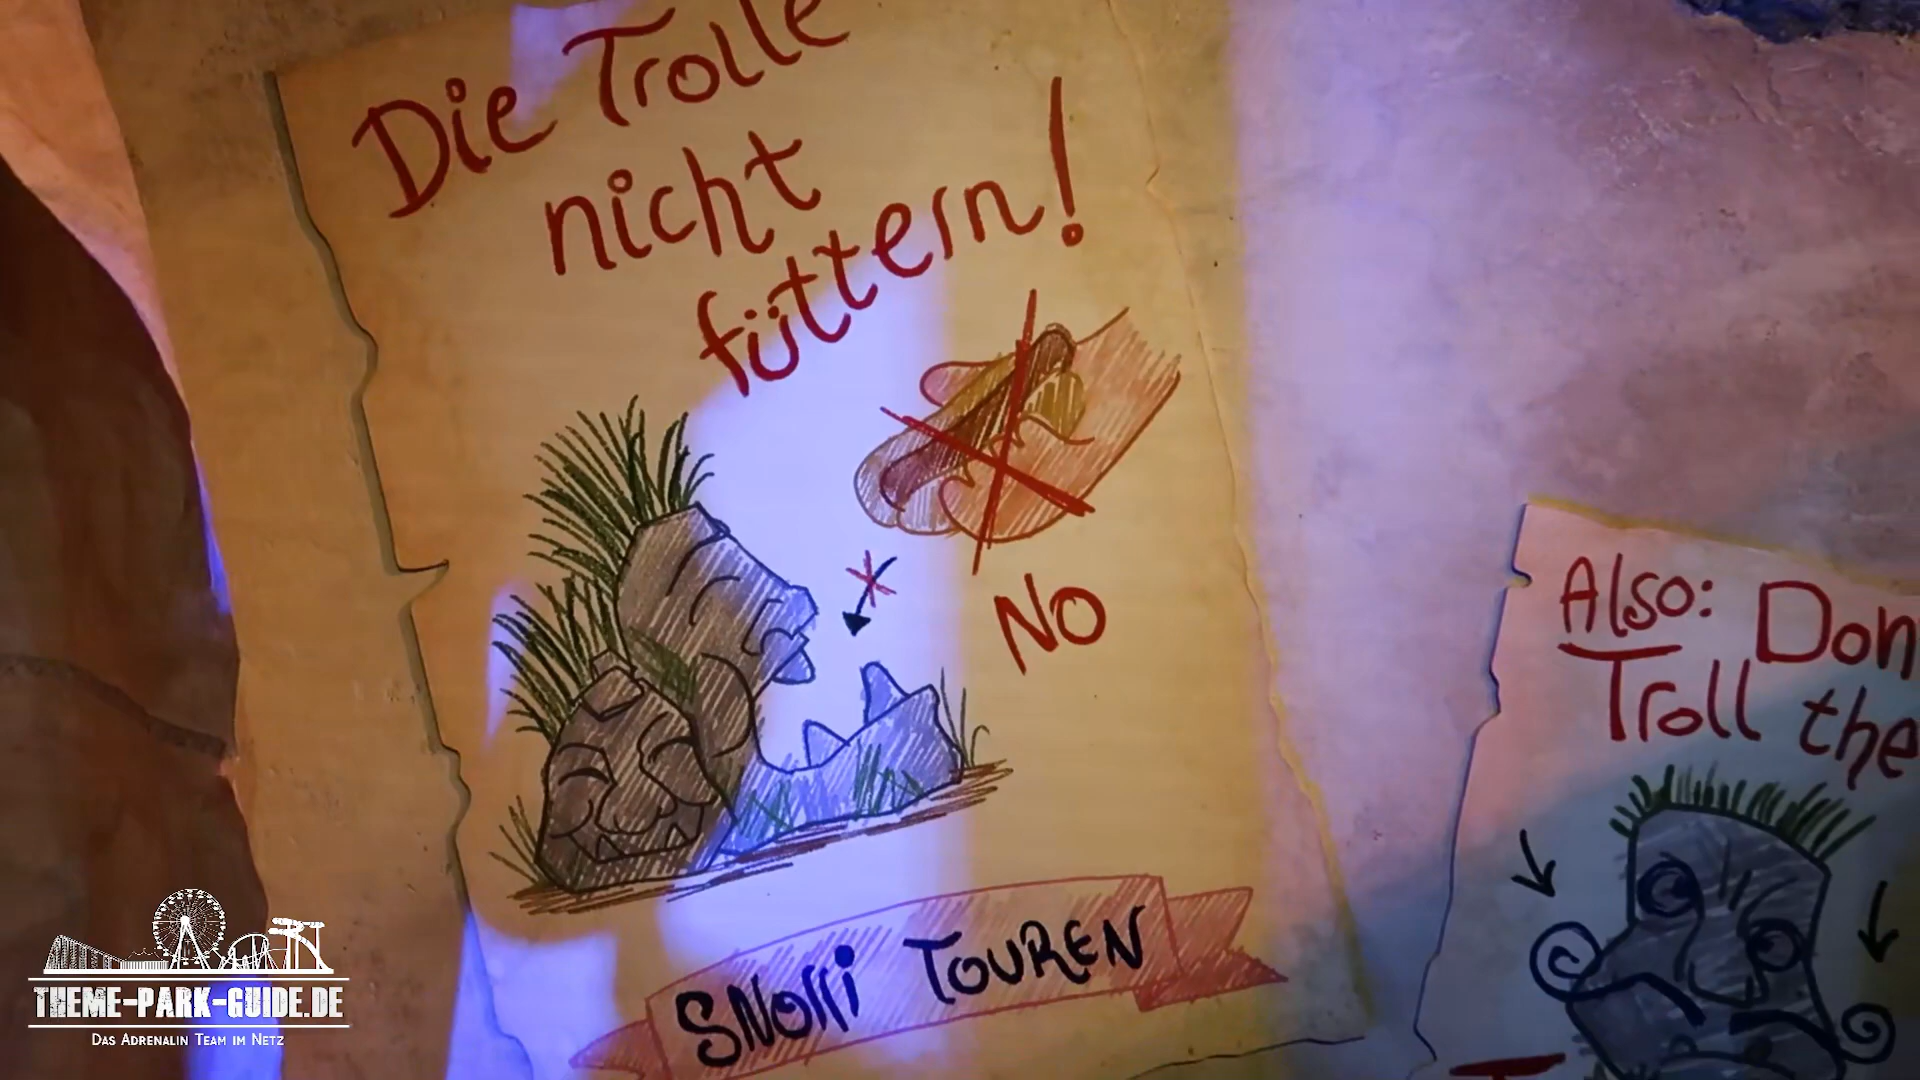 Die Trolle
nicht
füttern!
NO
SNORRI TOUREN
Also: Don
Troll the
THEME-PARK-GUIDE.DE
DAS ADRENALIN TEAM IM NETZ